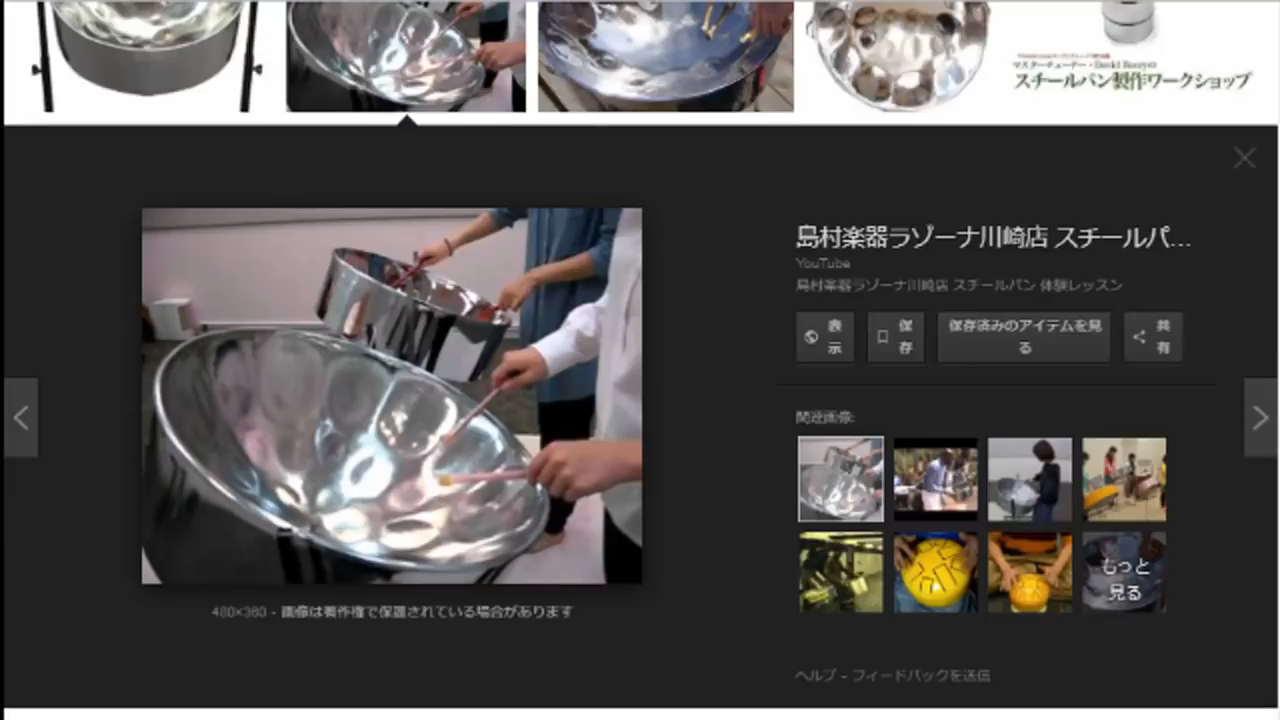 マスターチューナー・David Beeryの
スチールパン製作ワークショップ
島村楽器ラゾーナ川崎店 スチールパ...
YouTube
島村楽器ラゾーナ川崎店 スチールパン 体験レッスン
表示
保存
保存済みのアイテムを見る
共有
関連画像:
もっと
見る
480×360 - 画像は著作権で保護されている場合があります
ヘルプ - フィードバックを送信